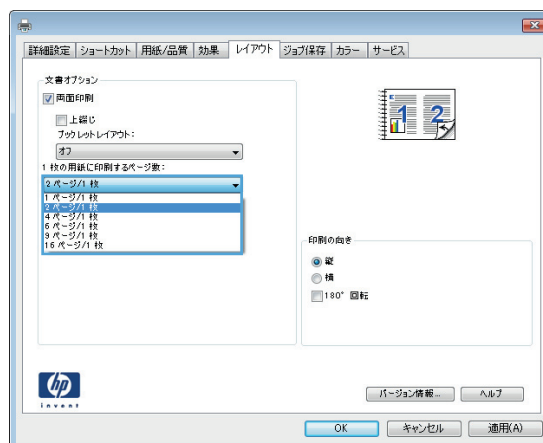 詳細設定 ショートカット 用紙/品質 効果 レイアウト ジョブ保存 カラー サービス
文書オプション
両面印刷
上綴じ
ブックレットレイアウト:
オフ
1 枚の用紙に印刷するページ数:
2 ページ/1 枚
1 ページ/1 枚
2 ページ/1 枚
4 ページ/1 枚
6 ページ/1 枚
9 ページ/1 枚
16 ページ/1 枚
1 2
印刷の向き
縦
横
180° 回転
hp
invent
バージョン情報... ヘルプ
OK キャンセル 適用(A)